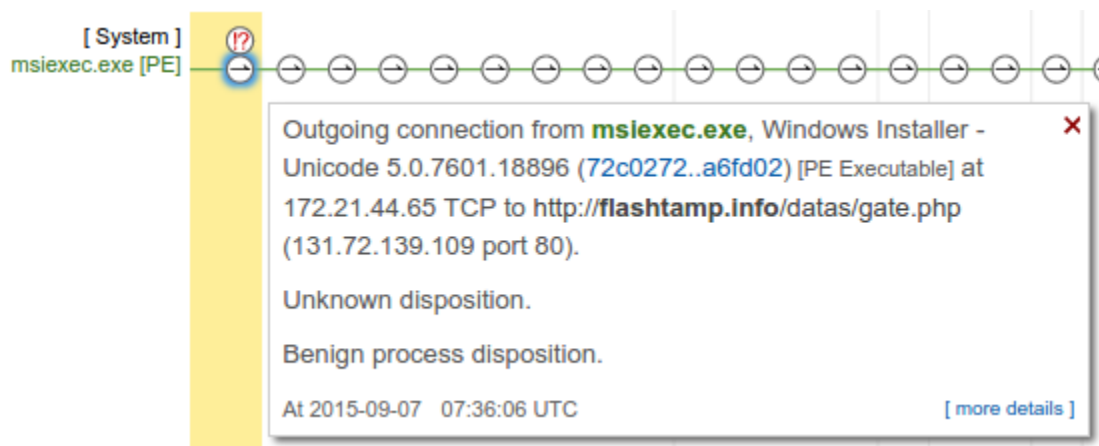 [ System ]
msiexec.exe [PE]
!?
Outgoing connection from msiexec.exe, Windows Installer -
Unicode 5.0.7601.18896 (72c0272..a6fd02) [PE Executable] at
172.21.44.65 TCP to http://flashtamp.info/datas/gate.php
(131.72.139.109 port 80).
Unknown disposition.
Benign process disposition.
At 2015-09-07 07:36:06 UTC
[ more details ]